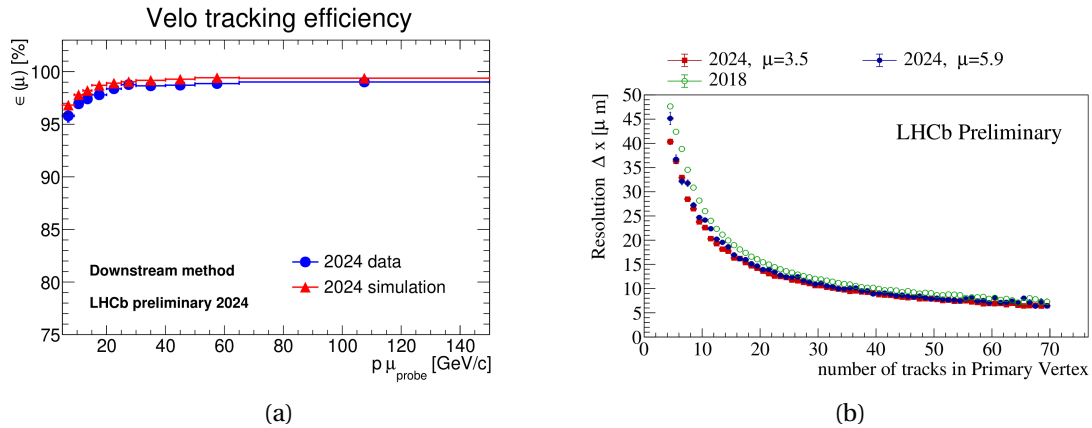 Velo tracking efficiency
ε (μ) [%]
100
95
90
85
80
75
Downstream method
LHCb preliminary 2024
2024 data
2024 simulation
20 40 60 80 100 120 140
p μprobe [GeV/c]
(a)
2024, μ=3.5
2024, μ=5.9
2018
Resolution Δ x [μ m]
50
45
40
35
30
25
20
15
10
5
0
LHCb Preliminary
0 10 20 30 40 50 60 70
number of tracks in Primary Vertex
(b)